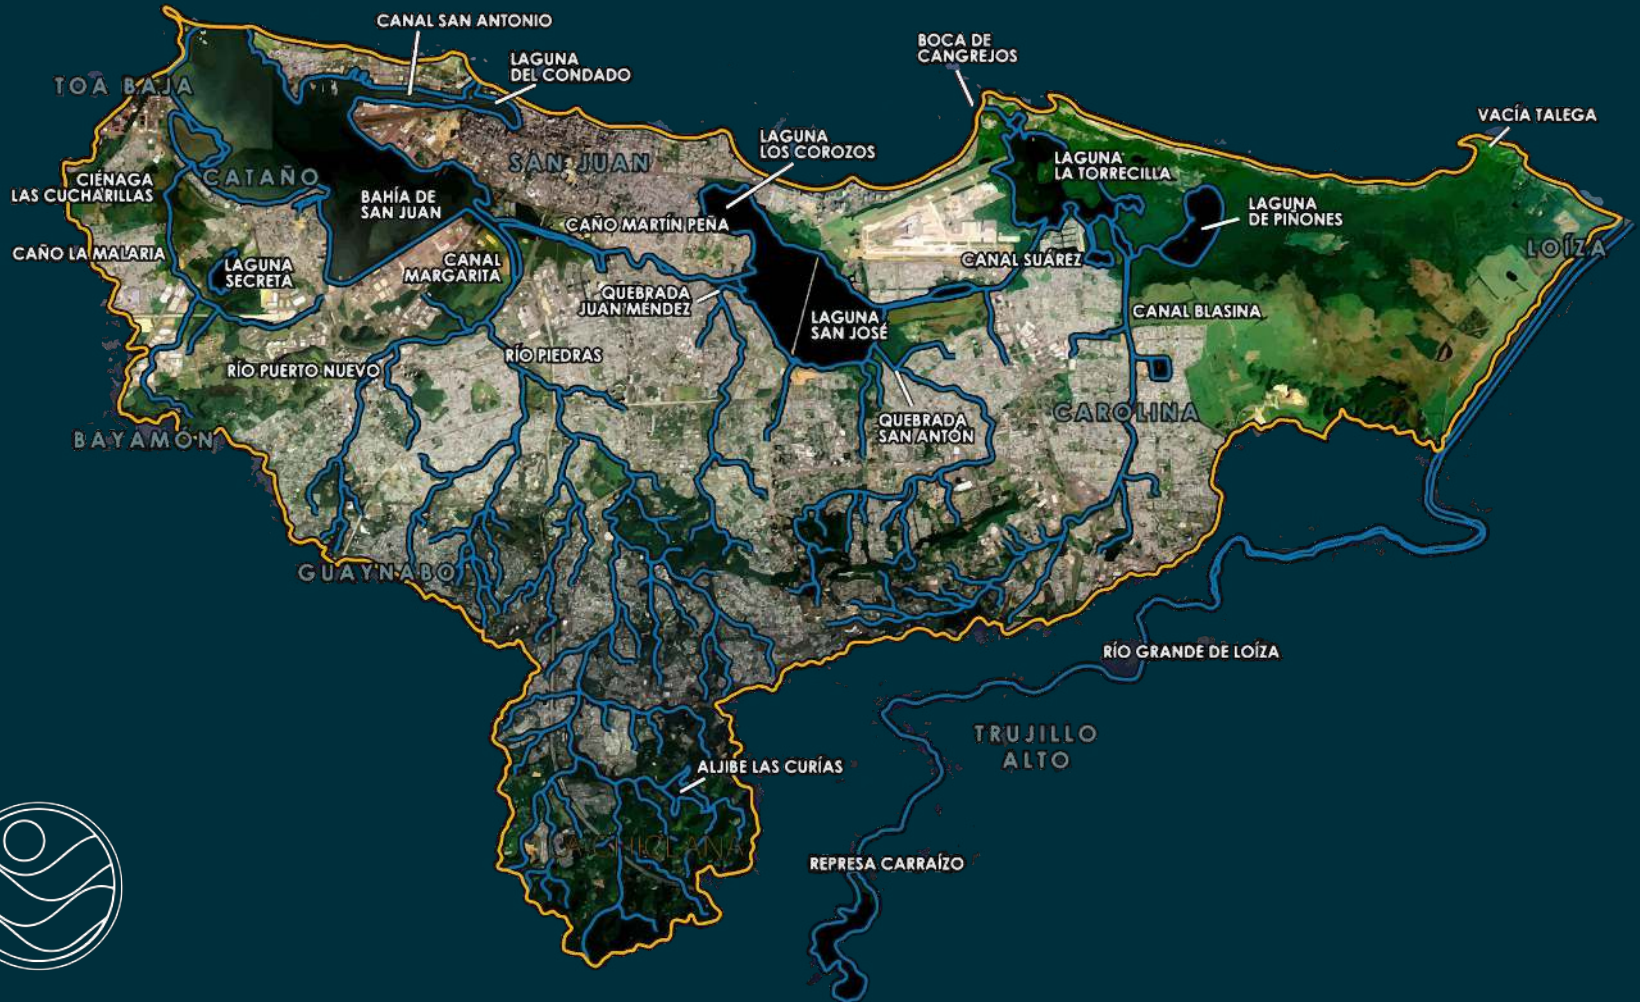 CANAL SAN ANTONIO
LAGUNA
DEL CONDADO
BOCA DE
CANGREJOS
TOA BAJA
VACÍA TALEGA
LAGUNA
LOS COROZOS
SAN JUAN
LAGUNA
LA TORRECILLA
CIÉNAGA
LAS CUCHARILLAS
CATAÑO
BAHÍA DE
SAN JUAN
LAGUNA
DE PIÑONES
CAÑO MARTÍN PEÑA
CAÑO LA MALARIA
LAGUNA
SECRETA
CANAL
MARGARITA
CANAL SUÁREZ
LOÍZA
QUEBRADA
JUAN MÉNDEZ
LAGUNA
SAN JOSÉ
CANAL BLASINA
RÍO PUERTO NUEVO
RÍO PIEDRAS
QUEBRADA
SAN ANTÓN
CAROLINA
BAYAMÓN
GUAYNABO
RÍO GRANDE DE LOÍZA
TRUJILLO
ALTO
ALJIBE LAS CURÍAS
REPRESA CARRAÍZO